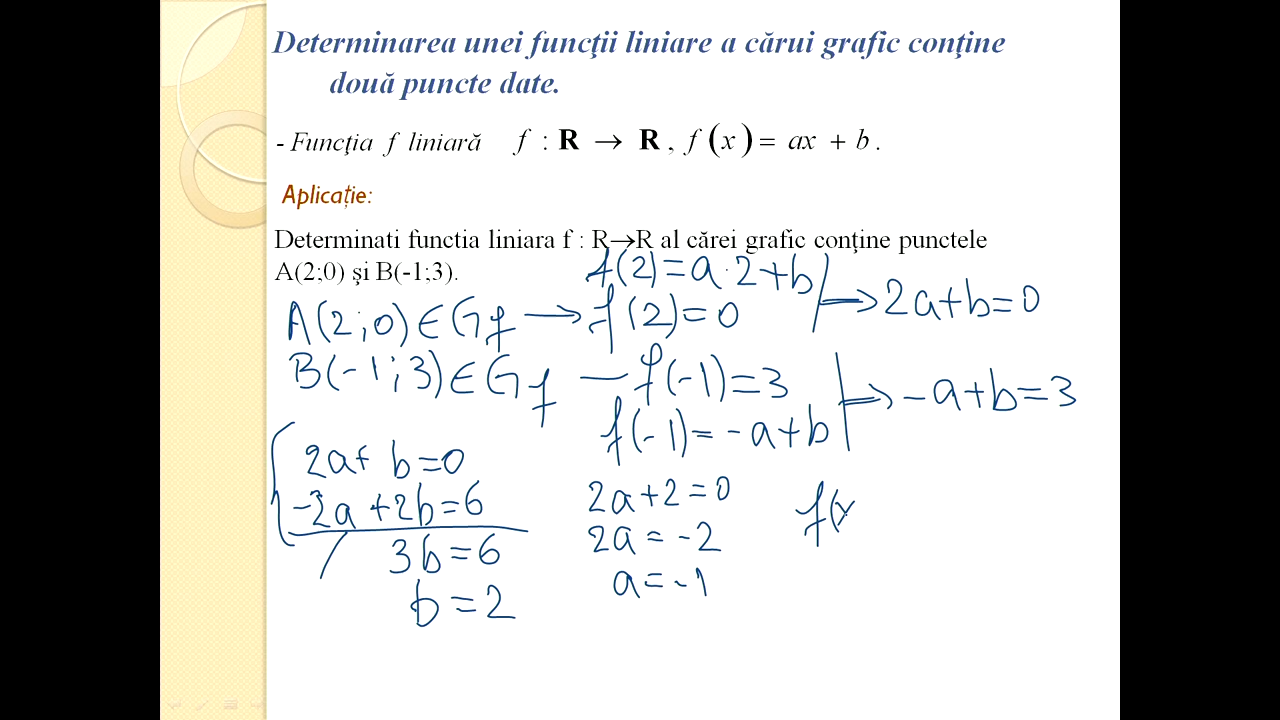 Determinarea unei funcţii liniare a cărui grafic conţine
două puncte date.
- Funcţia f liniară f : R → R , f (x) = ax + b .
Aplicație:
Determinati functia liniara f : R→R al cărei grafic conţine punctele
A(2;0) şi B(-1;3).
f(2)=a·2+b
A(2;0)∈Gf → f(2)=0 → 2a+b=0
B(-1;3)∈Gf — f(-1)=3 → -a+b=3
f(-1)=-a+b
2a+b=0
-2a+2b=6
/ 3b=6
b=2
2a+2=0
2a=-2
a=-1
f(x